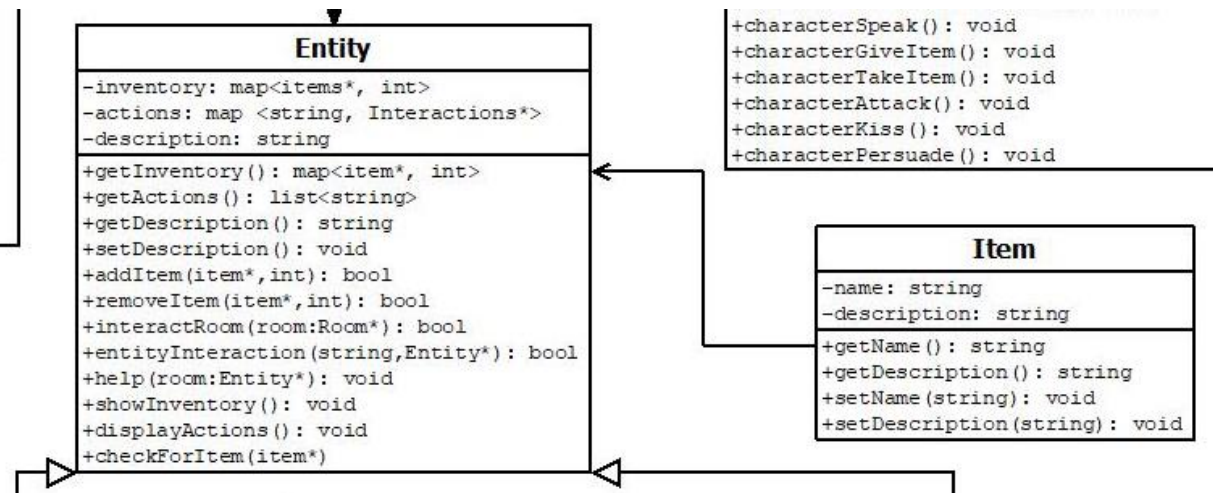 Entity
-inventory: map<items*, int>
-actions: map <string, Interactions*>
-description: string
+getInventory(): map<item*, int>
+getActions(): list<string>
+getDescription(): string
+setDescription(): void
+addItem(item*,int): bool
+removeItem(item*,int): bool
+interactRoom(room:Room*): bool
+entityInteraction(string,Entity*): bool
+help(room:Entity*): void
+showInventory(): void
+displayActions(): void
+checkForItem(item*)
+characterSpeak(): void
+characterGiveItem(): void
+characterTakeItem(): void
+characterAttack(): void
+characterKiss(): void
+characterPersuade(): void
Item
-name: string
-description: string
+getName(): string
+getDescription(): string
+setName(string): void
+setDescription(string): void